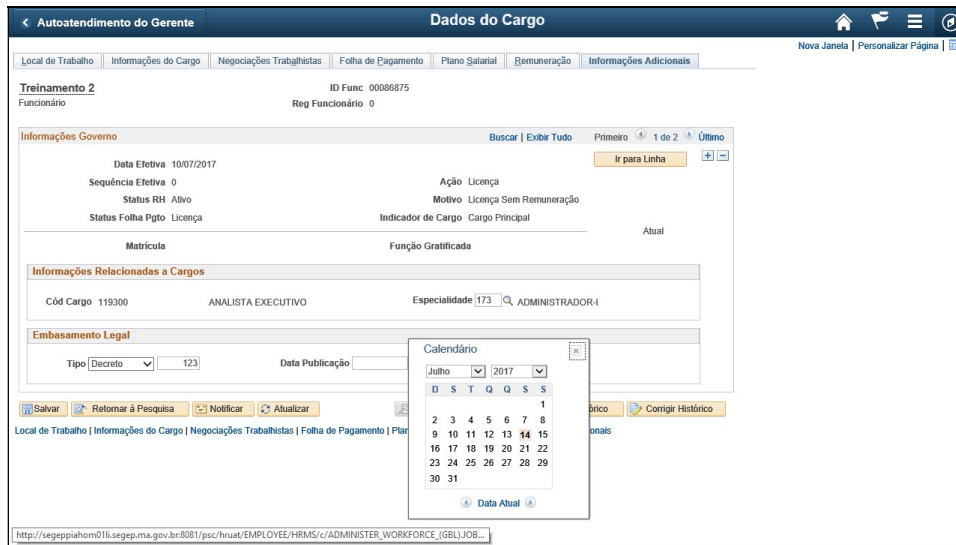 Autoatendimento do Gerente
Dados do Cargo
Nova Janela | Personalizar Página |
Local de Trabalho
Informações do Cargo
Negociações Trabalhistas
Folha de Pagamento
Plano Salarial
Remuneração
Informações Adicionais
Treinamento 2
ID Func 00086875
Funcionário
Reg Funcionário 0
Informações Governo
Buscar | Exibir Tudo
Primeiro 1 de 2 Último
Data Efetiva 10/07/2017
Ir para Linha
Sequência Efetiva 0
Ação Licença
Status RH Ativo
Motivo Licença Sem Remuneração
Status Folha Pgto Licença
Indicador de Cargo Cargo Principal
Atual
Matrícula
Função Gratificada
Informações Relacionadas a Cargos
Cód Cargo 119300
ANALISTA EXECUTIVO
Especialidade 173 ADMINISTRADOR-I
Embasamento Legal
Tipo Decreto 123
Data Publicação
Calendário
Julho 2017
D S T Q Q S S
1
2 3 4 5 6 7 8
9 10 11 12 13 14 15
16 17 18 19 20 21 22
23 24 25 26 27 28 29
30 31
Data Atual
Salvar
Retornar à Pesquisa
Notificar
Atualizar
Corrigir Histórico
Local de Trabalho | Informações do Cargo | Negociações Trabalhistas | Folha de Pagamento |
http://segeppiahom01li.segep.ma.gov.br:8081/psc/hruat/EMPLOYEE/HRMS/c/ADMINISTER_WORKFORCE_(GBL).JOB...